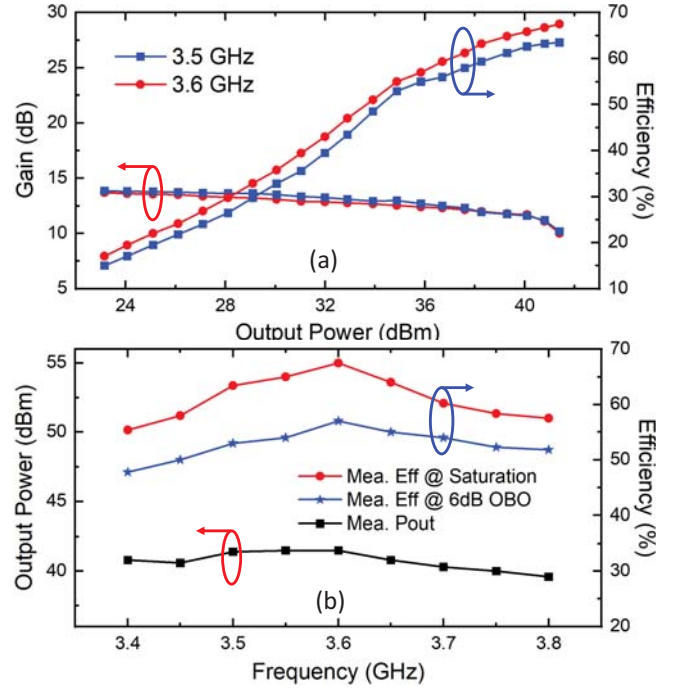 30
25
20
15
10
5
Gain (dB)
3.5 GHz
3.6 GHz
(a)
70
60
50
40
30
20
10
Efficiency (%)
24 28 32 36 40
Output Power (dBm)
55
50
45
40
Output Power (dBm)
Mea. Eff @ Saturation
Mea. Eff @ 6dB OBO
Mea. Pout
(b)
70
60
50
40
30
20
Efficiency (%)
3.4 3.5 3.6 3.7 3.8
Frequency (GHz)